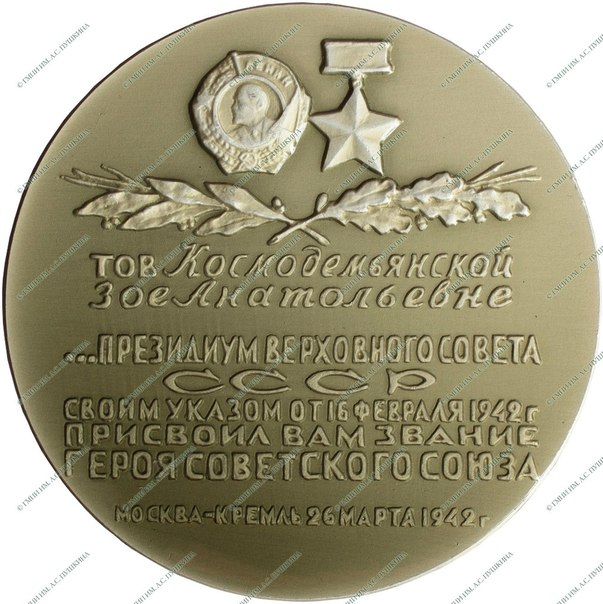 ЛЕНИН
ТОВ Космодемьянской
Зое Анатольевне
...ПРЕЗИДИУМ ВЕРХОВНОГО СОВЕТА
СССР
СВОИМ УКАЗОМ ОТ 16 ФЕВРАЛЯ 1942 г
ПРИСВОИЛ ВАМ ЗВАНИЕ
ГЕРОЯ СОВЕТСКОГО СОЮЗА
МОСКВА-КРЕМЛЬ 26 МАРТА 1942 г
© ГМИИ ИМ. А.С. ПУШКИНА